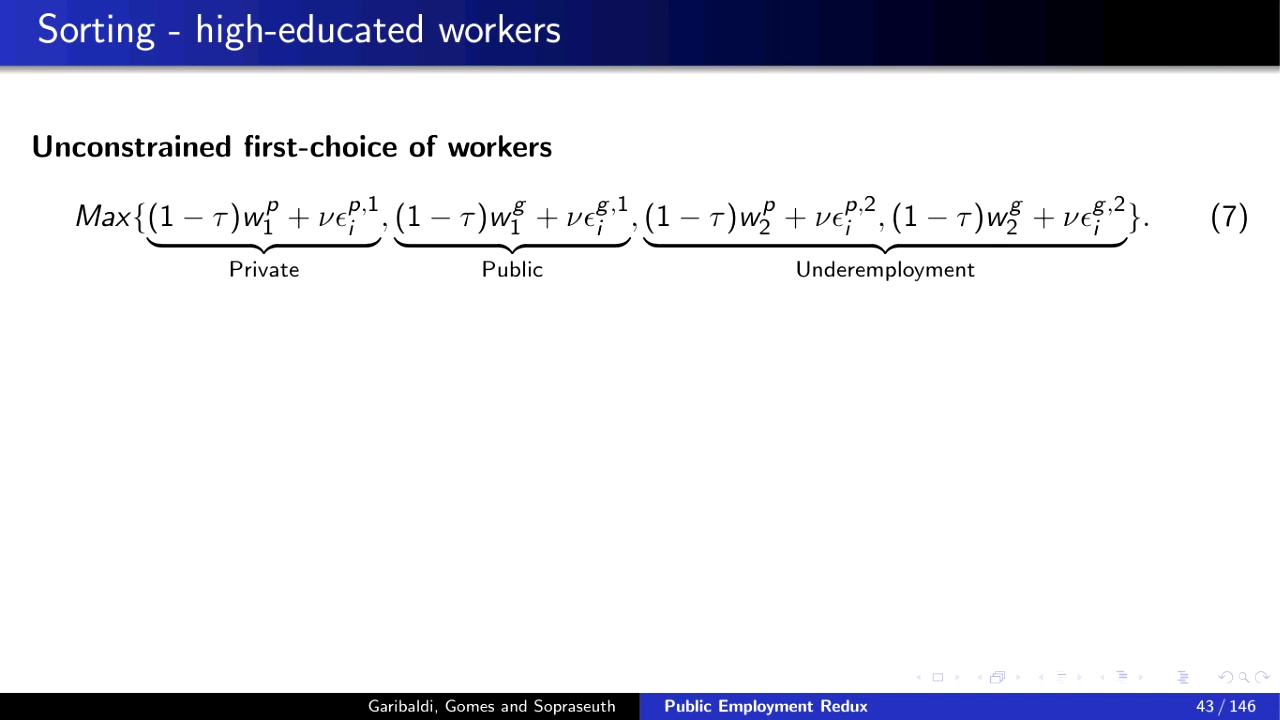 Sorting - high-educated workers
Unconstrained first-choice of workers
Max{(1 − τ)w_1^p + νϵ_i^{p,1}, (1 − τ)w_1^g + νϵ_i^{g,1}, (1 − τ)w_2^p + νϵ_i^{p,2}, (1 − τ)w_2^g + νϵ_i^{g,2}}. (7)
Private Public Underemployment
Garibaldi, Gomes and Sopraseuth Public Employment Redux 43 / 146